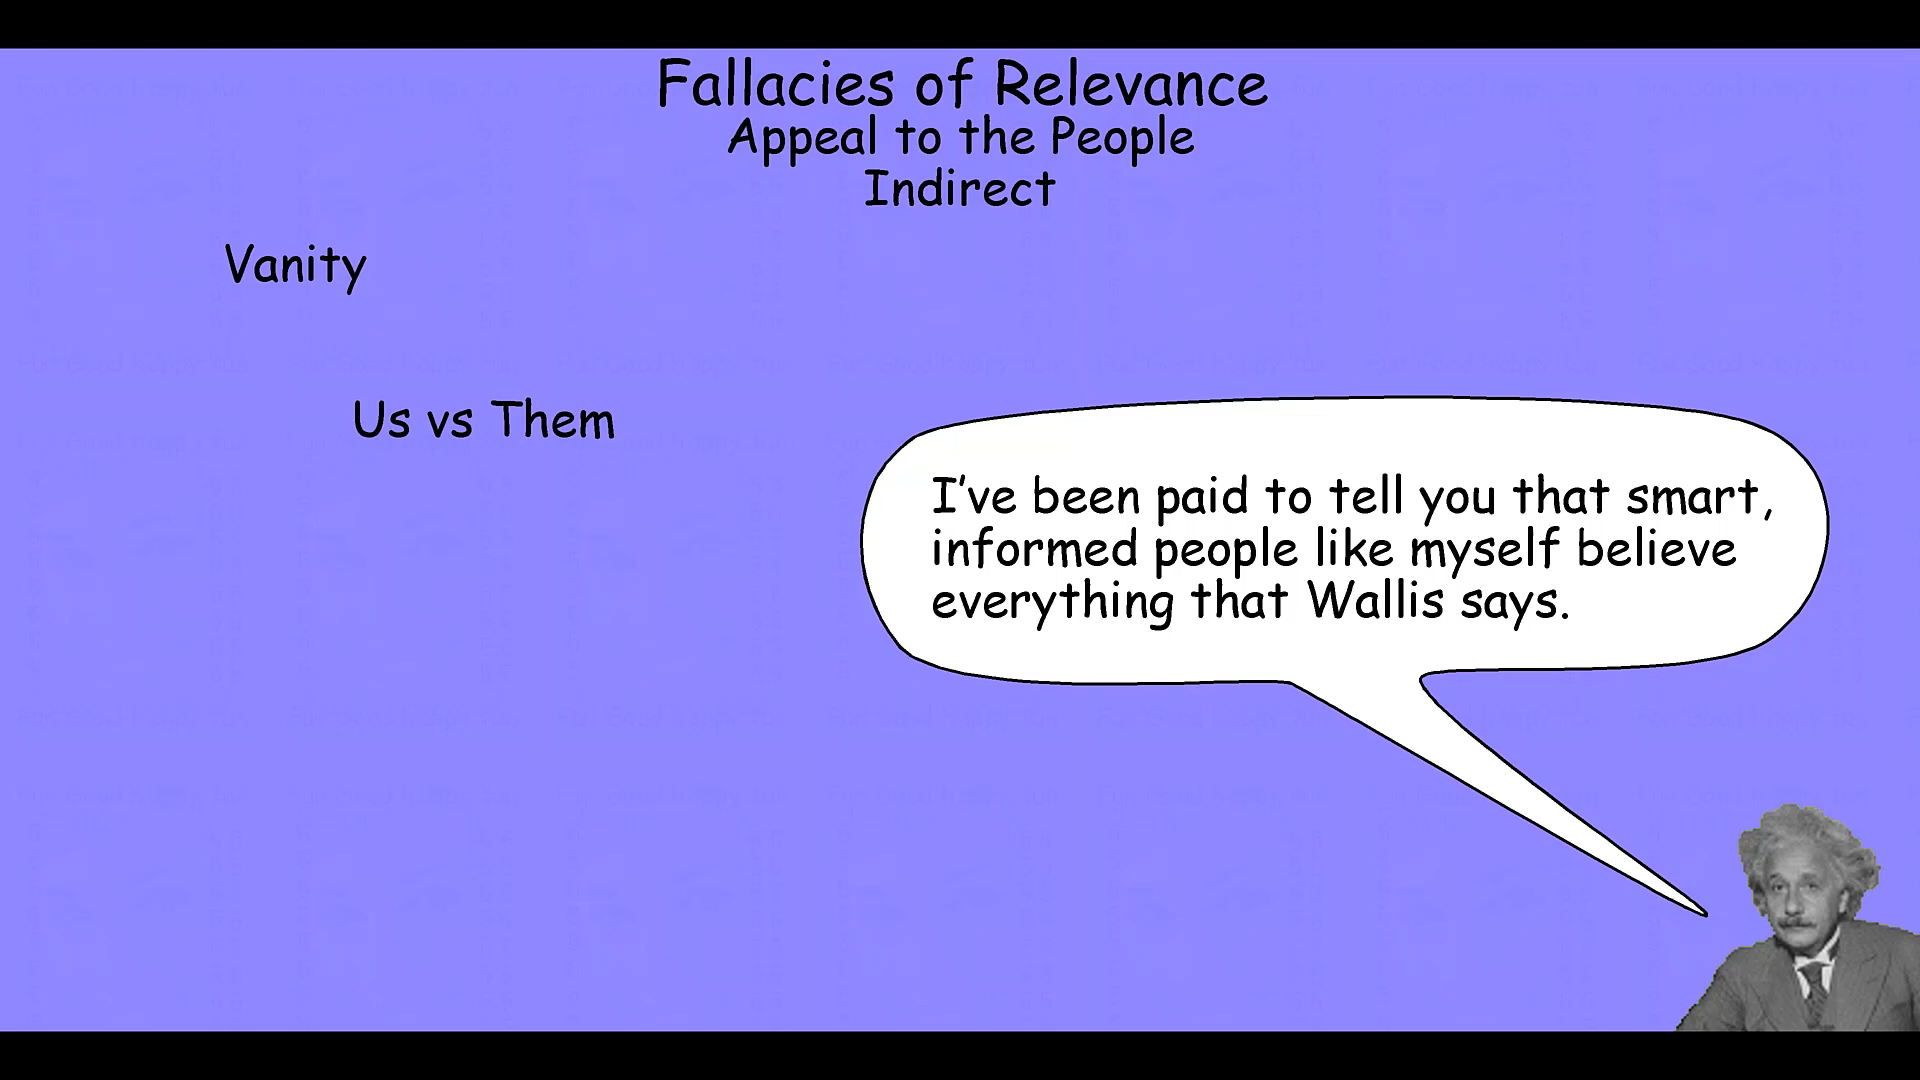 Fallacies of Relevance
Appeal to the People
Indirect
Vanity
Us vs Them
I've been paid to tell you that smart,
informed people like myself believe
everything that Wallis says.